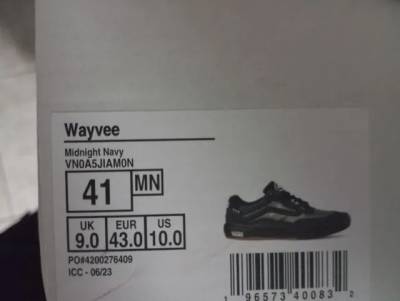 Wayvee
Midnight Navy
VN0A5JIAM0N
41 MN
UK EUR US
9.0 43.0 10.0
PO#4200276409
ICC - 06/23
1 96573 40083 2